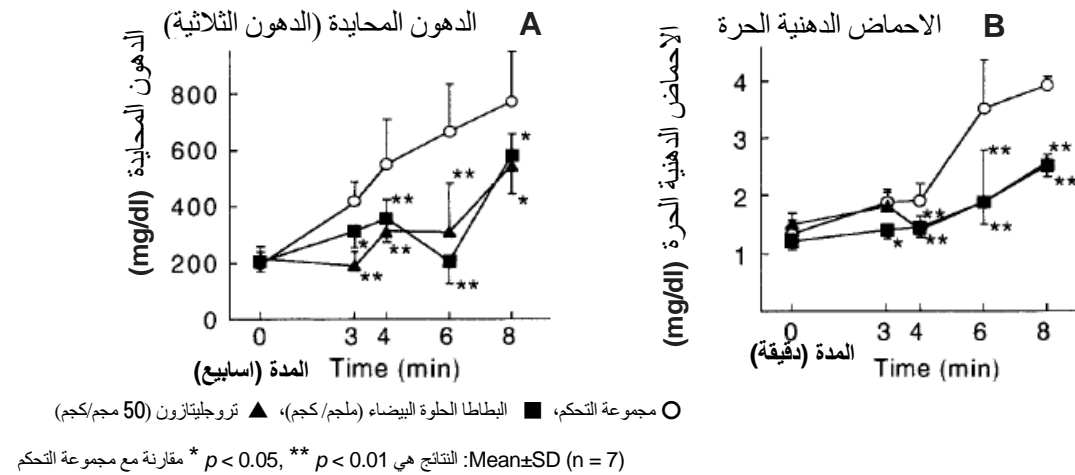 الدهون المحايدة (الدهون الثلاثية) A
الدهون المحايدة (mg/dl)
800
600
400
200
0
* ** ** ** * ** ** *
0 3 4 6 8
المدة (اسابيع) Time (min)
الاحماض الدهنية الحرة B
الاحماض الدهنية الحرة (mg/dl)
4
3
2
1
** ** ** * ** ** **
0 3 4 6 8
المدة (دقيقة) Time (min)
○ مجموعة التحكم، ■ البطاطا الحلوة البيضاء (ملجم/ كجم)، ▲ تروجليتازون (50 مجم/كجم)
Mean±SD (n = 7): النتائج هي ** p < 0.01 ,* p < 0.05 مقارنة مع مجموعة التحكم